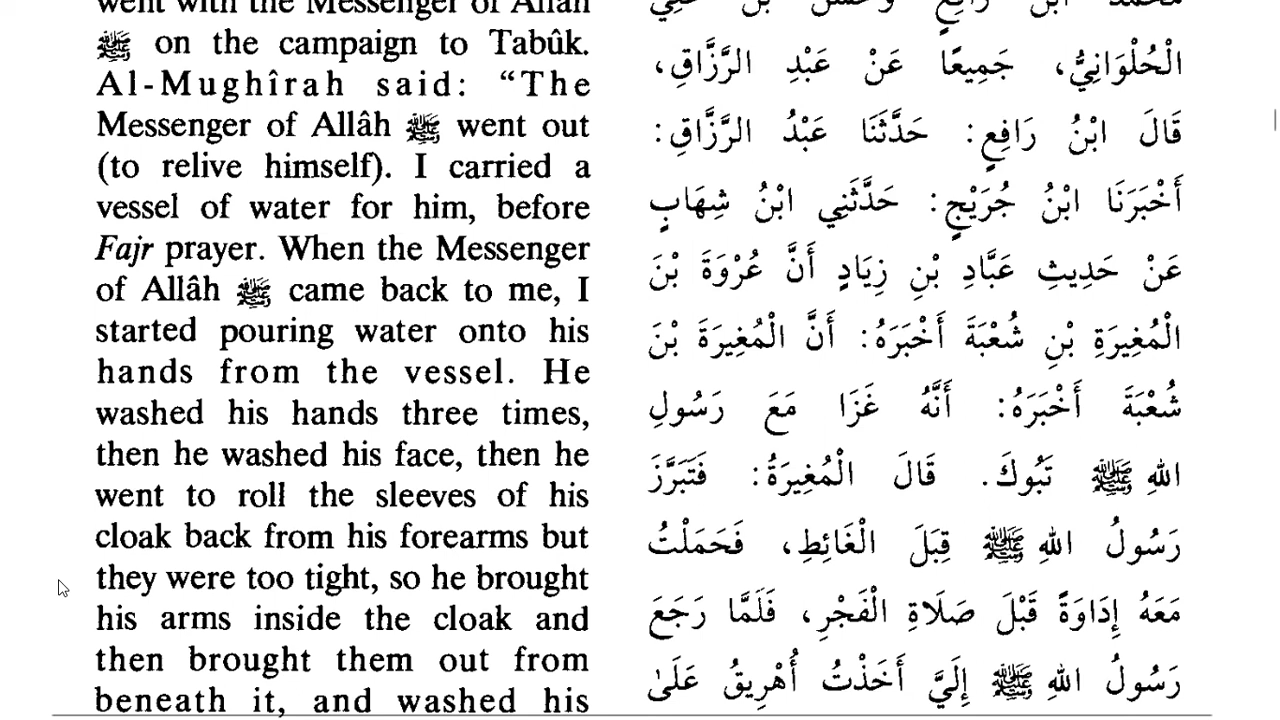 went with the Messenger of Allâh
ﷺ on the campaign to Tabûk.
Al-Mughîrah said: “The
Messenger of Allâh ﷺ went out
(to relive himself). I carried a
vessel of water for him, before
Fajr prayer. When the Messenger
of Allâh ﷺ came back to me, I
started pouring water onto his
hands from the vessel. He
washed his hands three times,
then he washed his face, then he
went to roll the sleeves of his
cloak back from his forearms but
they were too tight, so he brought
his arms inside the cloak and
then brought them out from
beneath it, and washed his
مُحَمَّدُ ابْنُ رَافِعٍ وَحَسَنُ بْنُ عَلِيٍّ
الْحُلْوَانِيُّ، جَمِيعًا عَنْ عَبْدِ الرَّزَّاقِ،
قَالَ ابْنُ رَافِعٍ: حَدَّثَنَا عَبْدُ الرَّزَّاقِ:
أَخْبَرَنَا ابْنُ جُرَيْجٍ: حَدَّثَنِي ابْنُ شِهَابٍ
عَنْ حَدِيثِ عَبَّادِ بْنِ زِيَادٍ أَنَّ عُرْوَةَ بْنَ
الْمُغِيرَةِ بْنِ شُعْبَةَ أَخْبَرَهُ: أَنَّ الْمُغِيرَةَ بْنَ
شُعْبَةَ أَخْبَرَهُ: أَنَّهُ غَزَا مَعَ رَسُولِ
اللهِ ﷺ تَبُوكَ. قَالَ الْمُغِيرَةُ: فَتَبَرَّزَ
رَسُولُ اللهِ ﷺ قِبَلَ الْغَائِطِ، فَحَمَلْتُ
مَعَهُ إِدَاوَةً قَبْلَ صَلَاةِ الْفَجْرِ، فَلَمَّا رَجَعَ
رَسُولُ اللهِ ﷺ إِلَيَّ أَخَذْتُ أُهْرِيقُ عَلَىٰ